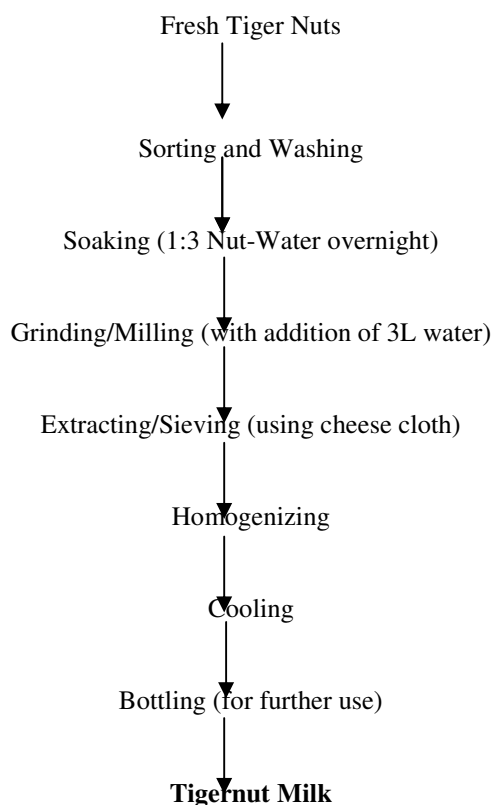 Fresh Tiger Nuts
Sorting and Washing
Soaking (1:3 Nut-Water overnight)
Grinding/Milling (with addition of 3L water)
Extracting/Sieving (using cheese cloth)
Homogenizing
Cooling
Bottling (for further use)
Tigernut Milk